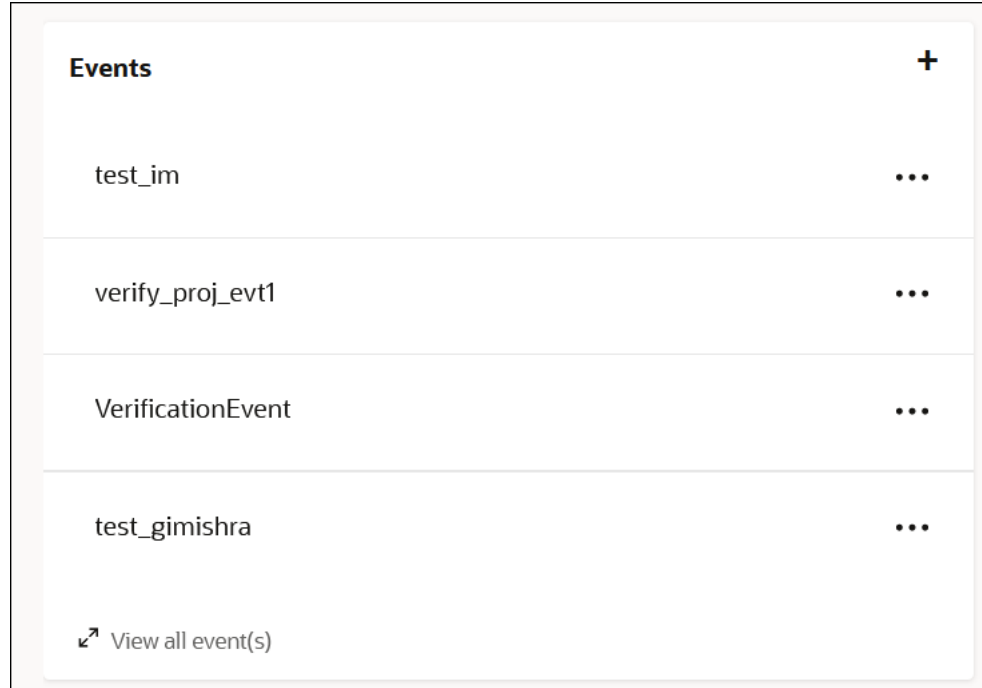 Events
test_im
verify_proj_evt1
VerificationEvent
test_gimishra
View all event(s)